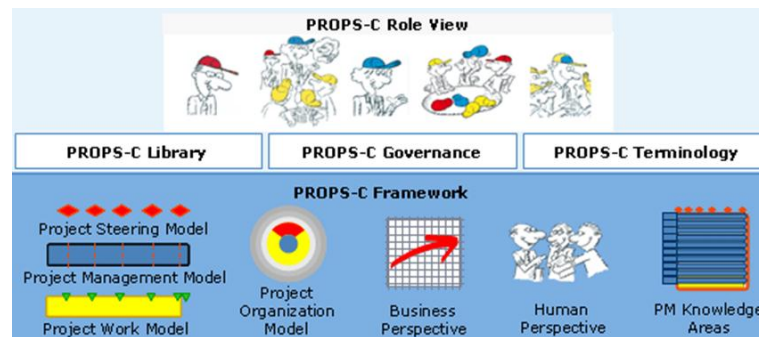 PROPS-C Role View
PROPS-C Library
PROPS-C Governance
PROPS-C Terminology
PROPS-C Framework
Project Steering Model
Project Management Model
Project Work Model
Project
Organization
Model
Business
Perspective
Human
Perspective
PM Knowledge
Areas